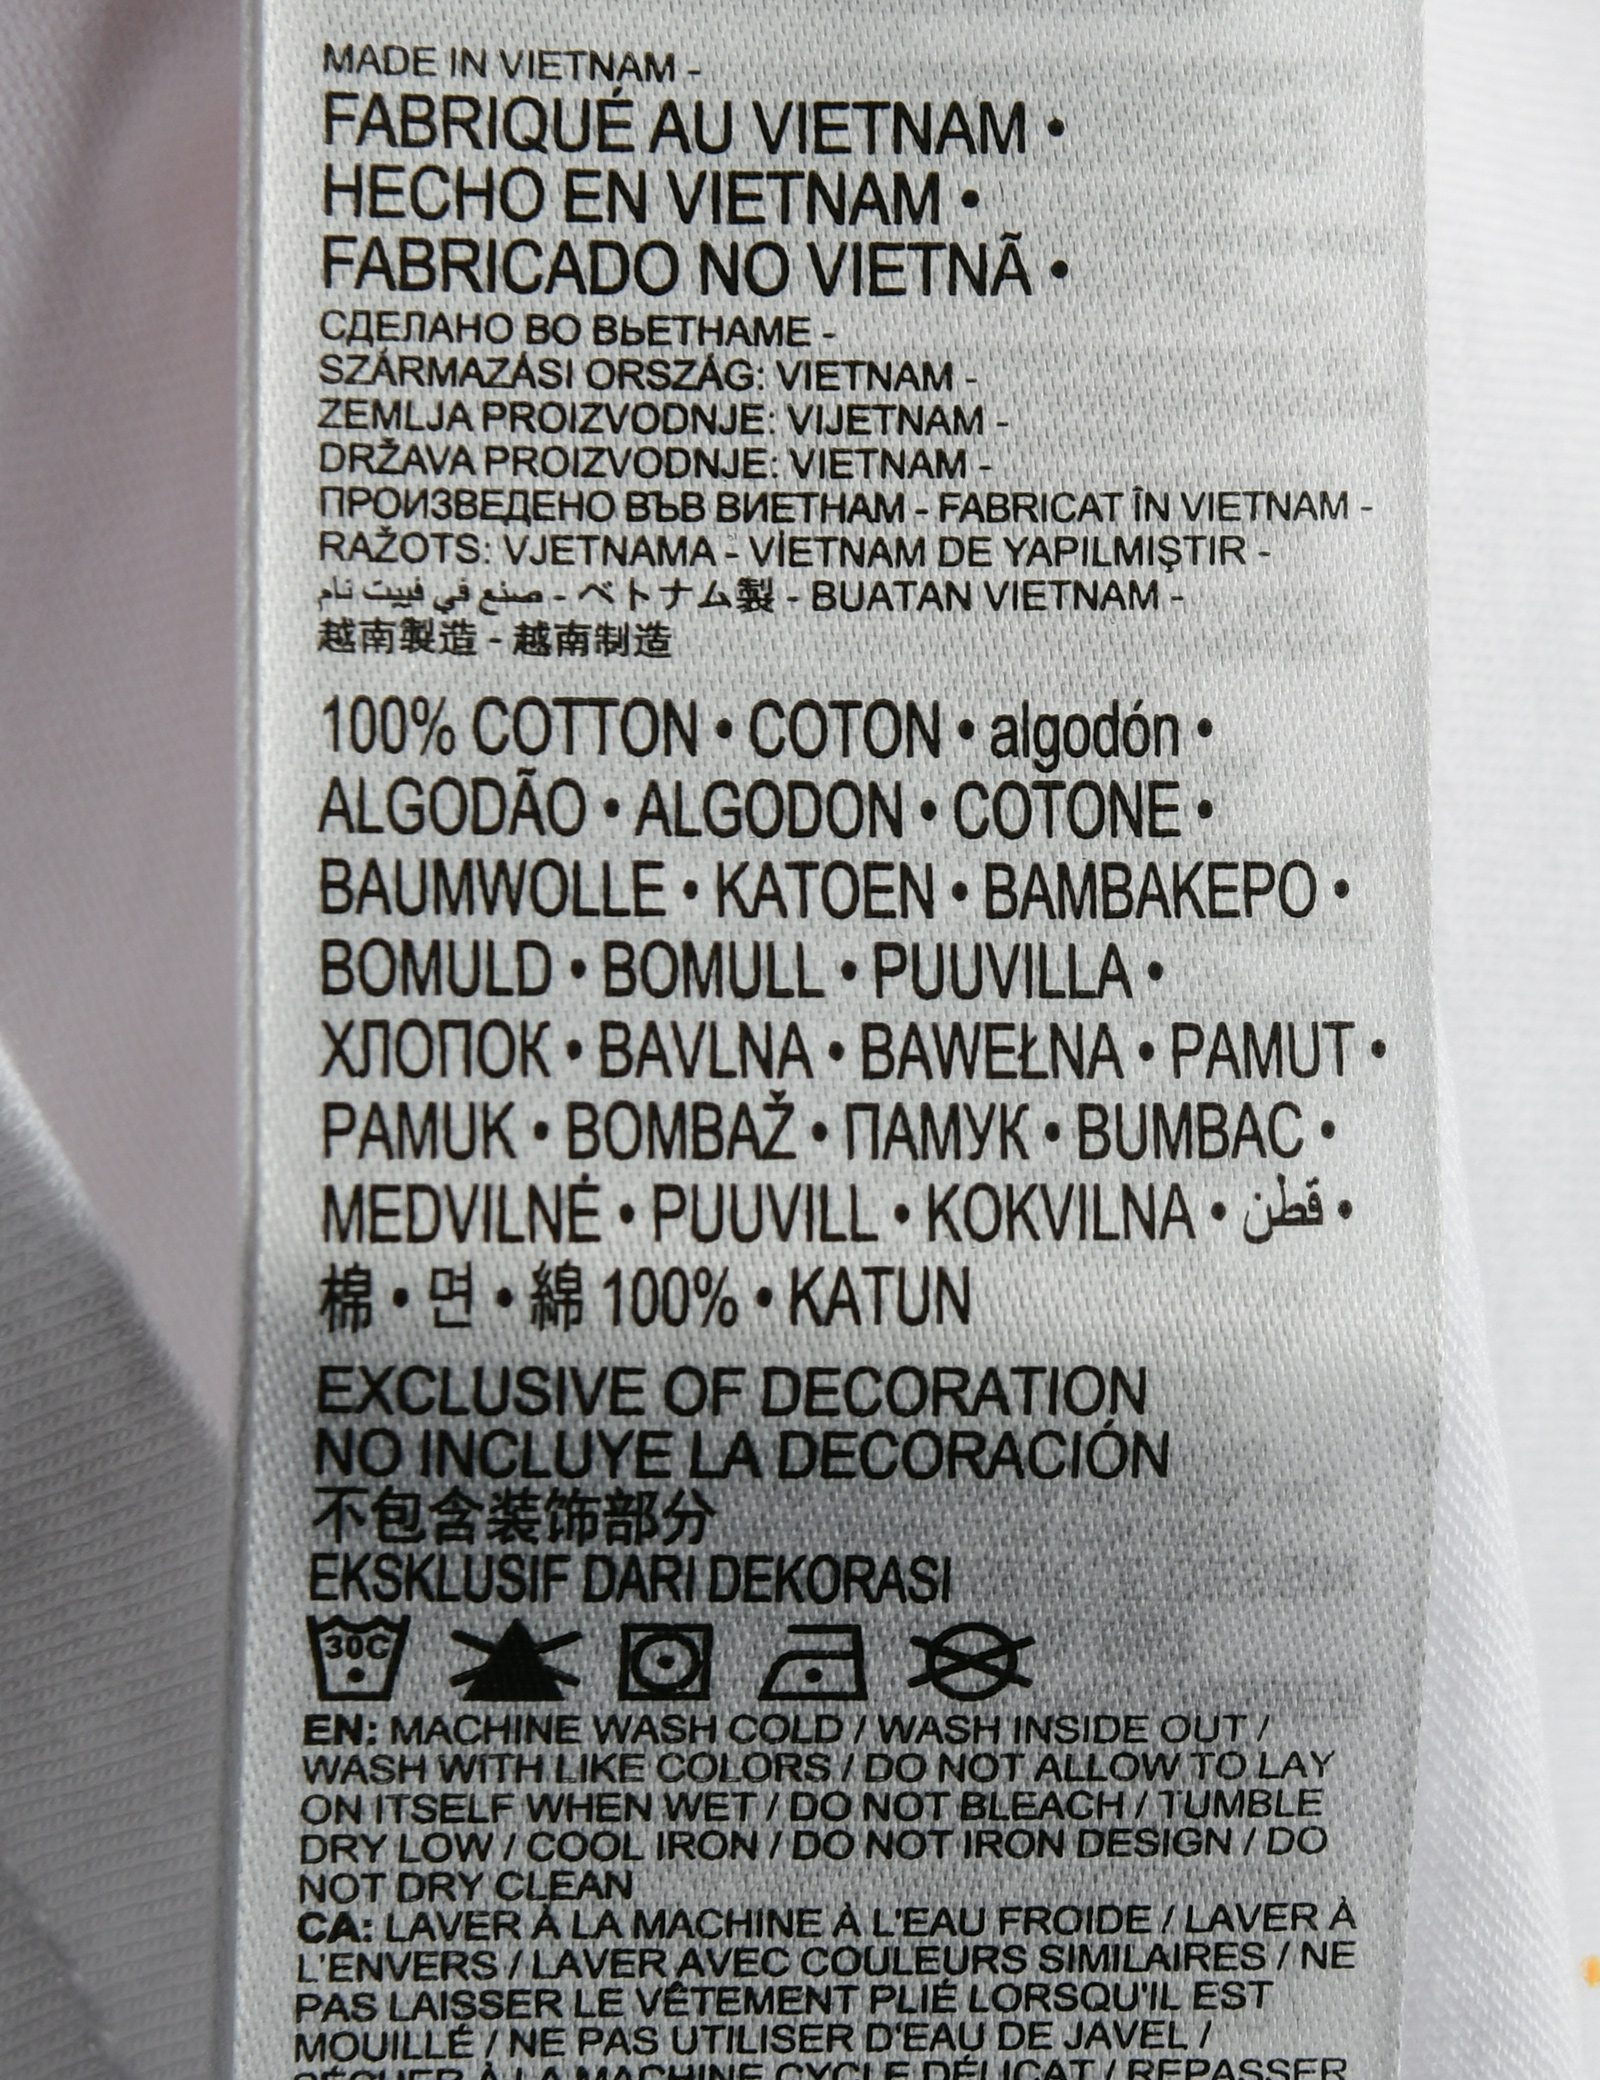 MADE IN VIETNAM -
FABRIQUÉ AU VIETNAM •
HECHO EN VIETNAM •
FABRICADO NO VIETNÃ •
СДЕЛАНО ВО ВЬЕТНАМЕ -
SZÁRMAZÁSI ORSZÁG: VIETNAM -
ZEMLJA PROIZVODNJE: VIJETNAM -
DRŽAVA PROIZVODNJE: VIETNAM -
ПРОИЗВЕДЕНО ВЪВ ВИЕТНАМ - FABRICAT ÎN VIETNAM -
RAŽOTS: VJETNAMA - VİETNAM DE YAPILMIŞTIR -
صنع في فييت نام - ベトナム製 - BUATAN VIETNAM -
越南製造 - 越南制造
100% COTTON • COTON • algodón •
ALGODÃO • ALGODON • COTONE •
BAUMWOLLE • KATOEN • BAMBAKEPO •
BOMULD • BOMULL • PUUVILLA •
ХЛОПОК • BAVLNA • BAWEŁNA • PAMUT •
PAMUK • BOMBAŽ • ПАМУК • BUMBAC •
MEDVILNĖ • PUUVILL • KOKVILNA • قطن •
棉 • 면 • 綿 100% • KATUN
EXCLUSIVE OF DECORATION
NO INCLUYE LA DECORACIÓN
不包含装饰部分
EKSKLUSIF DARI DEKORASI
30C
EN: MACHINE WASH COLD / WASH INSIDE OUT /
WASH WITH LIKE COLORS / DO NOT ALLOW TO LAY
ON ITSELF WHEN WET / DO NOT BLEACH / TUMBLE
DRY LOW / COOL IRON / DO NOT IRON DESIGN / DO
NOT DRY CLEAN
CA: LAVER À LA MACHINE À L'EAU FROIDE / LAVER À
L'ENVERS / LAVER AVEC COULEURS SIMILAIRES / NE
PAS LAISSER LE VÊTEMENT PLIÉ LORSQU'IL EST
MOUILLÉ / NE PAS UTILISER D'EAU DE JAVEL /
SÉCHER À LA MACHINE CYCLE DÉLICAT / REPASSER